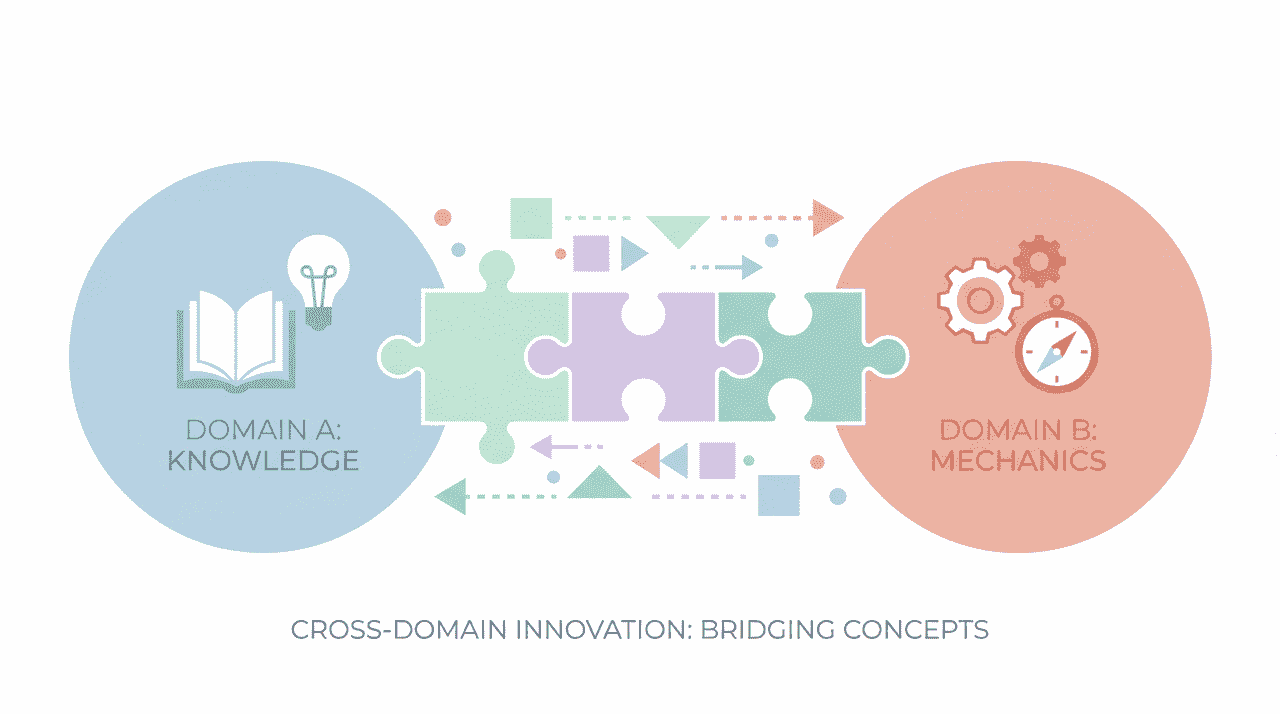 DOMAIN A:
KNOWLEDGE
DOMAIN B:
MECHANICS
CROSS-DOMAIN INNOVATION: BRIDGING CONCEPTS